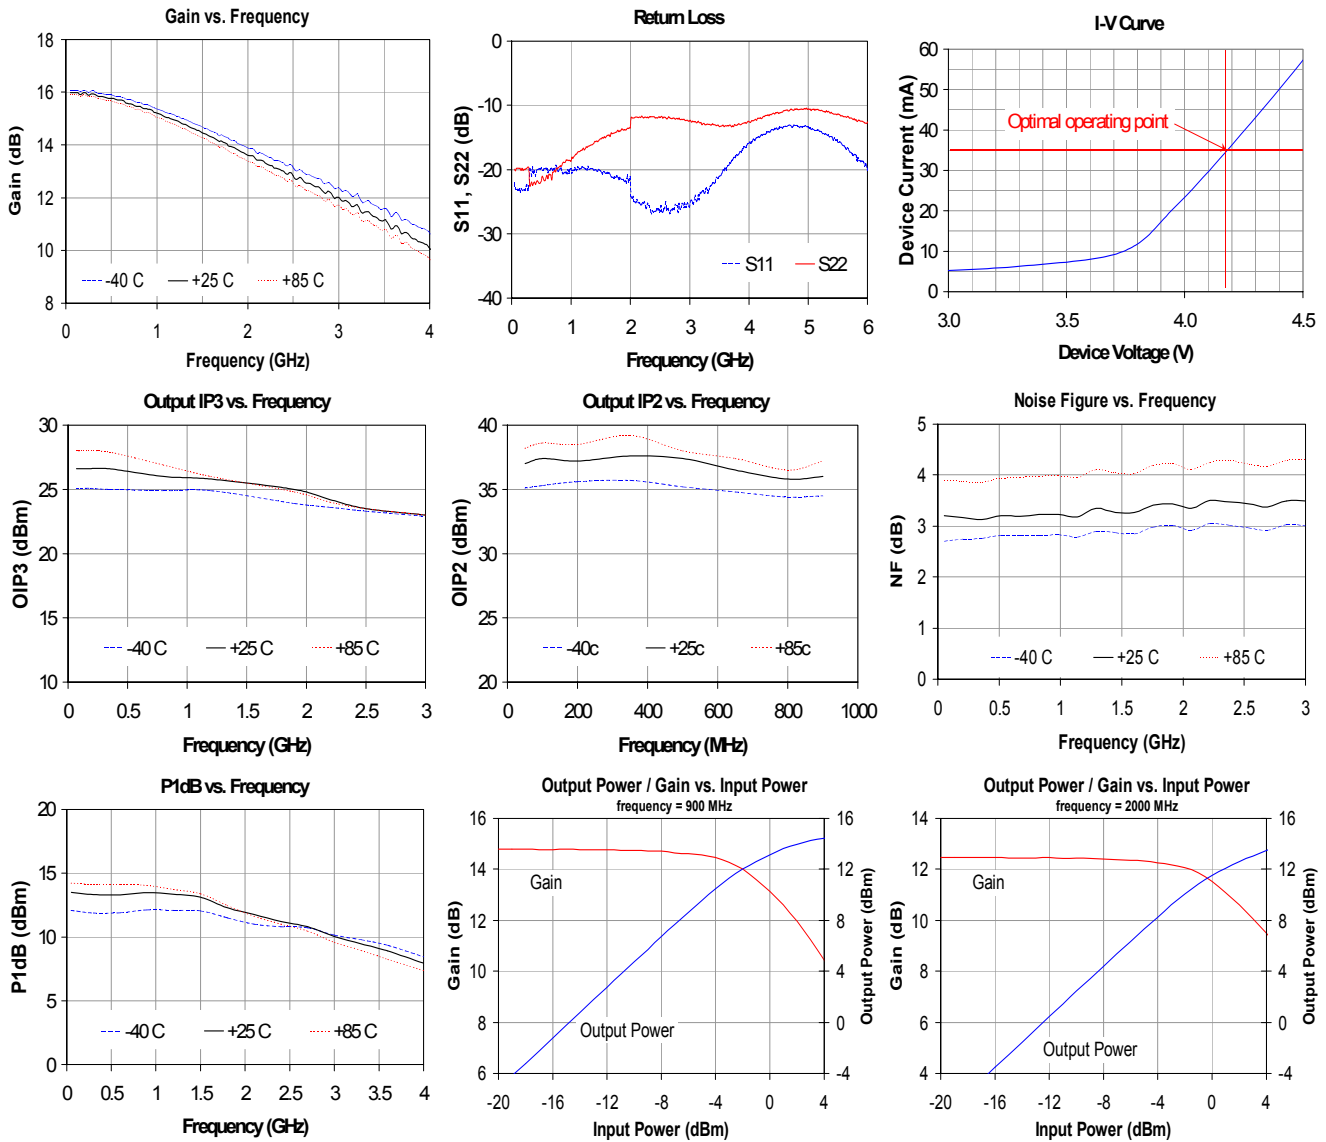 Gain vs. Frequency
Gain (dB)
18
16
14
12
10
8
-40 C
+25 C
+85 C
0
1
2
3
4
Frequency (GHz)
Return Loss
S11, S22 (dB)
0
-10
-20
-30
-40
S11
S22
0
1
2
3
4
5
6
Frequency (GHz)
I-V Curve
Device Current (mA)
60
50
40
30
20
10
0
Optimal operating point
3.0
3.5
4.0
4.5
Device Voltage (V)
Output IP3 vs. Frequency
OIP3 (dBm)
30
25
20
15
10
-40 C
+25 C
+85 C
0
0.5
1
1.5
2
2.5
3
Frequency (GHz)
Output IP2 vs. Frequency
OIP2 (dBm)
40
35
30
25
20
-40c
+25c
+85c
0
200
400
600
800
1000
Frequency (MHz)
Noise Figure vs. Frequency
NF (dB)
5
4
3
2
1
0
-40 C
+25 C
+85 C
0
0.5
1
1.5
2
2.5
3
Frequency (GHz)
P1dB vs. Frequency
P1dB (dBm)
20
15
10
5
0
-40 C
+25 C
+85 C
0
0.5
1
1.5
2
2.5
3
3.5
4
Frequency (GHz)
Output Power / Gain vs. Input Power
frequency = 900 MHz
Gain (dB)
16
14
12
10
8
6
Gain
Output Power
16
12
8
4
0
-4
Output Power (dBm)
-20
-16
-12
-8
-4
0
4
Input Power (dBm)
Output Power / Gain vs. Input Power
frequency = 2000 MHz
Gain (dB)
14
12
10
8
6
4
Gain
Output Power
16
12
8
4
0
-4
Output Power (dBm)
-20
-16
-12
-8
-4
0
4
Input Power (dBm)